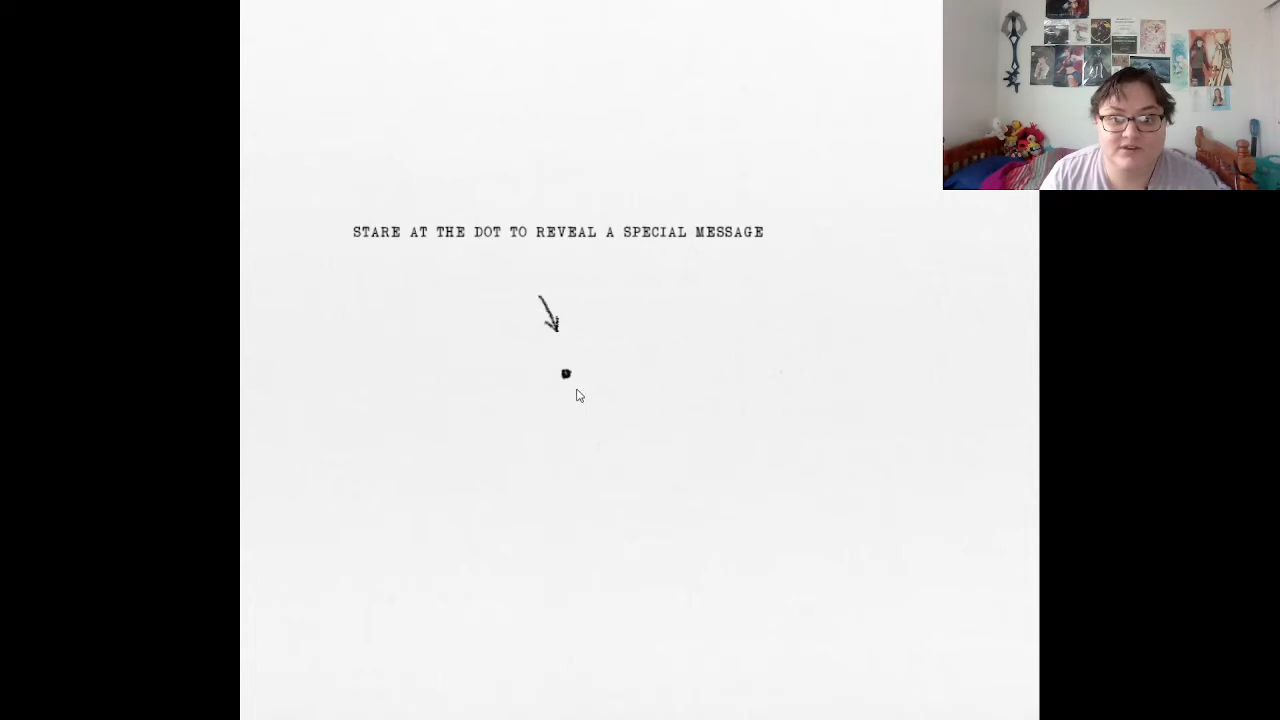 STARE AT THE DOT TO REVEAL A SPECIAL MESSAGE